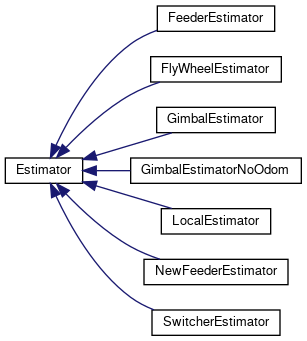 FeederEstimator
FlyWheelEstimator
GimbalEstimator
Estimator
GimbalEstimatorNoOdom
LocalEstimator
NewFeederEstimator
SwitcherEstimator